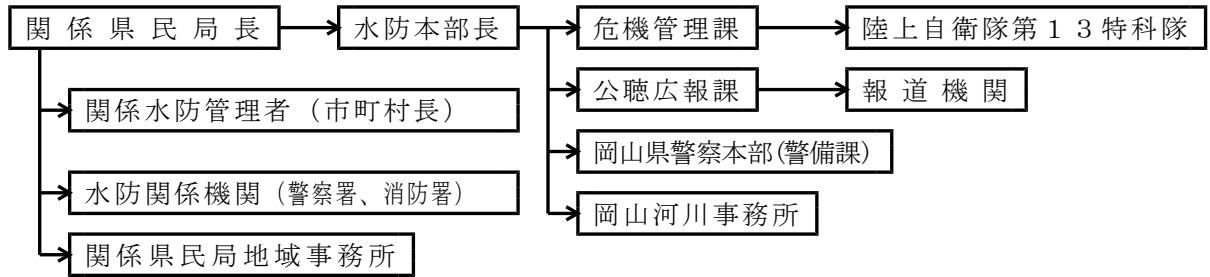 関係県民局長
水防本部長
危機管理課
陸上自衛隊第13特科隊
公聴広報課
報道機関
関係水防管理者（市町村長）
岡山県警察本部(警備課)
水防関係機関（警察署、消防署）
岡山河川事務所
関係県民局地域事務所